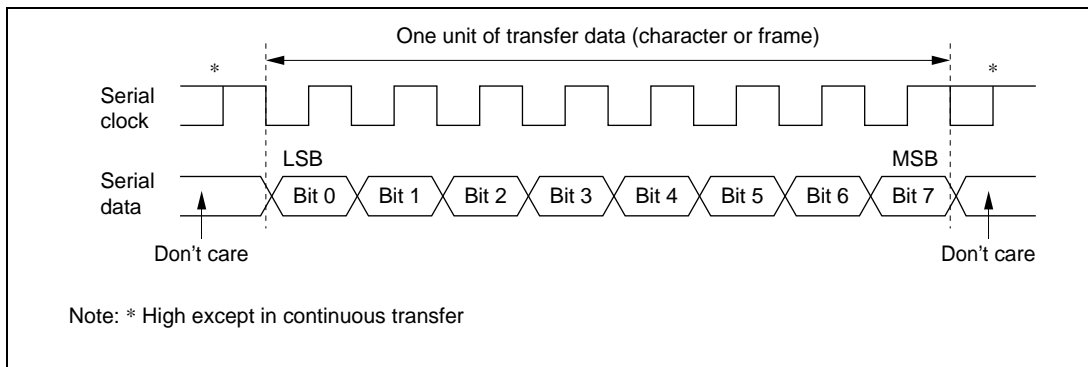 One unit of transfer data (character or frame)
* *
Serial clock
LSB MSB
Serial data
Bit 0 Bit 1 Bit 2 Bit 3 Bit 4 Bit 5 Bit 6 Bit 7
Don't care Don't care
Note: * High except in continuous transfer